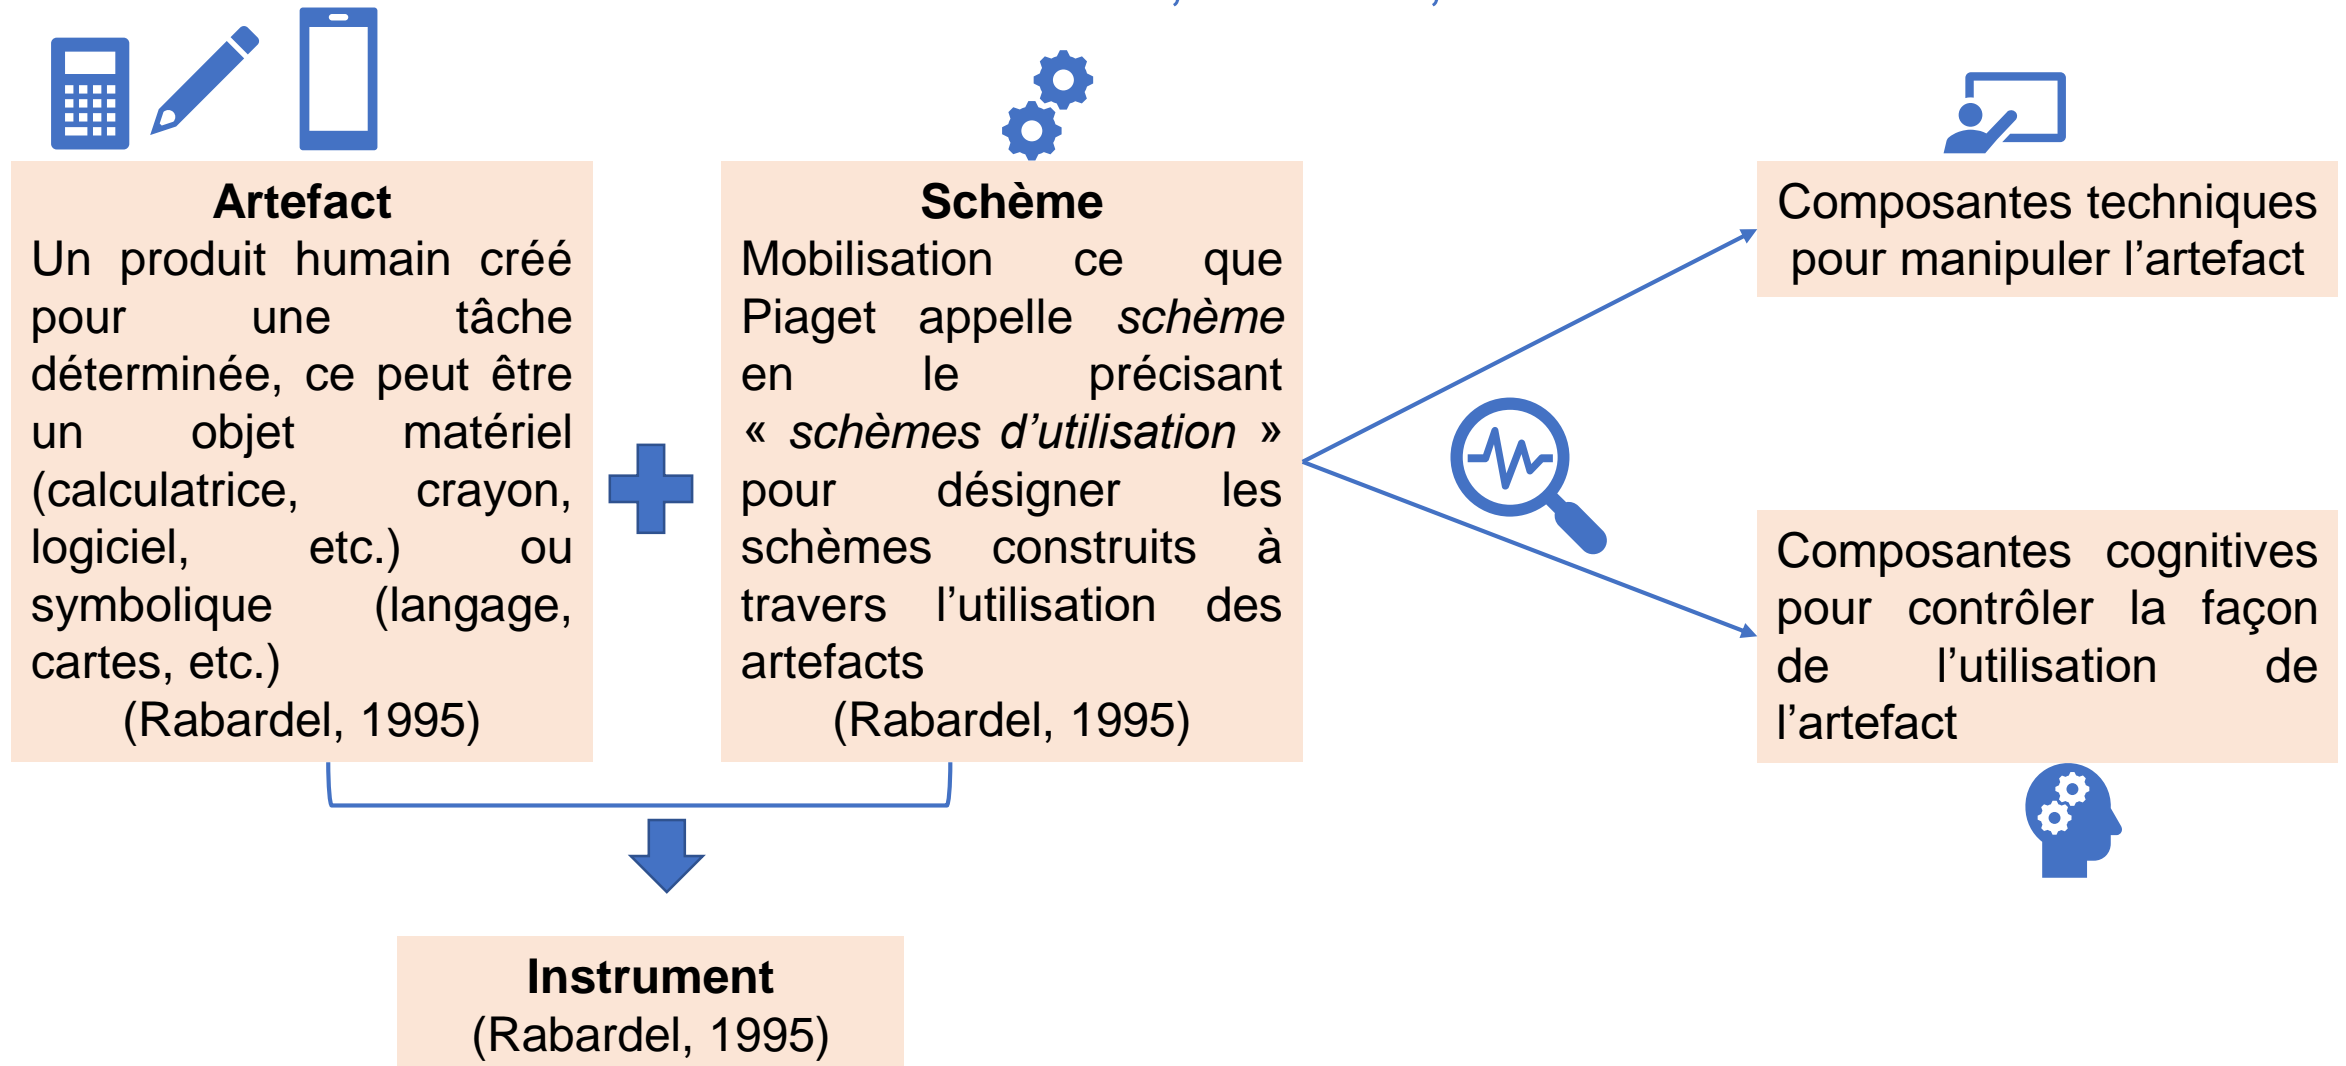 Artefact
Un produit humain créé
pour une tâche
déterminée, ce peut être
un objet matériel
(calculatrice, crayon,
logiciel, etc.) ou
symbolique (langage,
cartes, etc.)
(Rabardel, 1995)
Schème
Mobilisation ce que
Piaget appelle schème
en le précisant
« schèmes d’utilisation »
pour désigner les
schèmes construits à
travers l’utilisation des
artefacts
(Rabardel, 1995)
Composantes techniques
pour manipuler l’artefact
Composantes cognitives
pour contrôler la façon
de l’utilisation de
l’artefact
Instrument
(Rabardel, 1995)